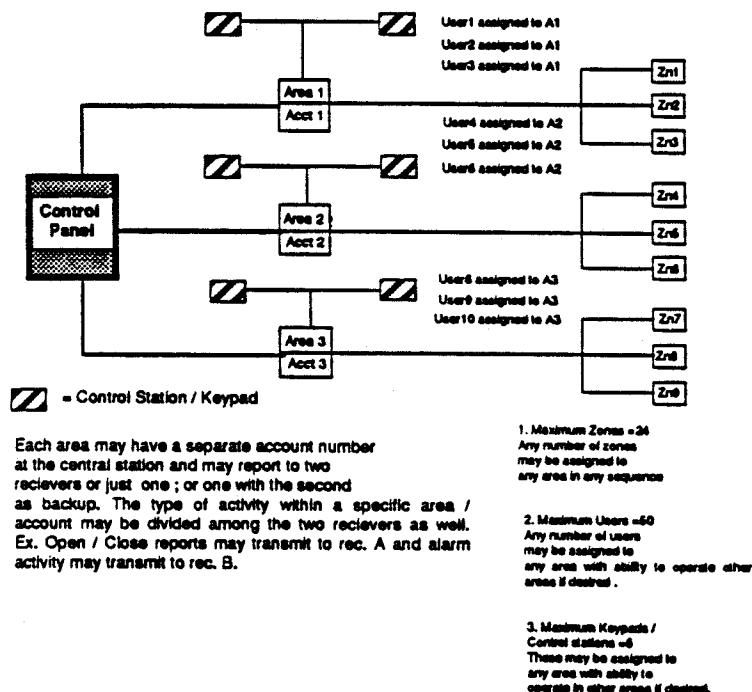 User1 assigned to A1
User2 assigned to A1
User3 assigned to A1
Area 1
Acct 1
Zn1
Zn2
Zn3
User4 assigned to A2
User5 assigned to A2
User6 assigned to A2
Control
Panel
Area 2
Acct 2
Zn4
Zn5
Zn6
User8 assigned to A3
User9 assigned to A3
User10 assigned to A3
Area 3
Acct 3
Zn7
Zn8
Zn9
= Control Station / Keypad
Each area may have a separate account number
at the central station and may report to two
recievers or just one ; or one with the second
as backup. The type of activity within a specific area /
account may be divided among the two recievers as well.
Ex. Open / Close reports may transmit to rec. A and alarm
activity may transmit to rec. B.
1. Maximum Zones =24
Any number of zones
may be assigned to
any area in any sequence
2. Maximum Users =50
Any number of users
may be assigned to
any area with ability to operate other
areas if desired .
3. Maximum Keypads /
Control stations =6
These may be assigned to
any area with ability to
operate in other areas if desired.